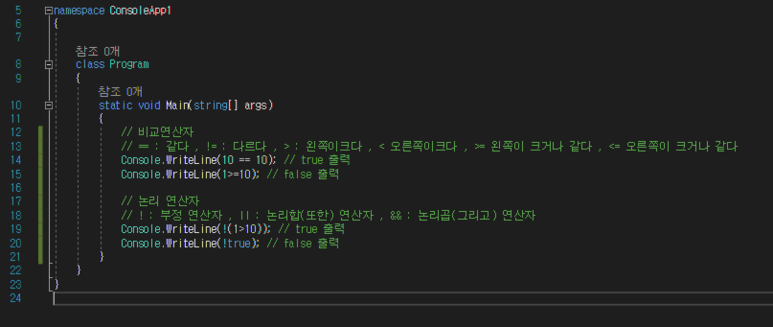 5 namespace ConsoleApp1
6 {
7
참조 0개
8 class Program
9 {
참조 0개
10 static void Main(string[] args)
11 {
12 // 비교연산자
13 // == : 같다 , != : 다르다 , > : 왼쪽이크다 , < 오른쪽이크다 , >= 왼쪽이 크거나 같다 , <= 오른쪽이 크거나 같다
14 Console.WriteLine(10 == 10); // true 출력
15 Console.WriteLine(1>=10); // false 출력
16
17 // 논리 연산자
18 // ! : 부정 연산자 , || : 논리합(또한) 연산자 , && : 논리곱(그리고) 연산자
19 Console.WriteLine(!(1>10)); // true 출력
20 Console.WriteLine(!true); // false 출력
21 }
22 }
23 }
24